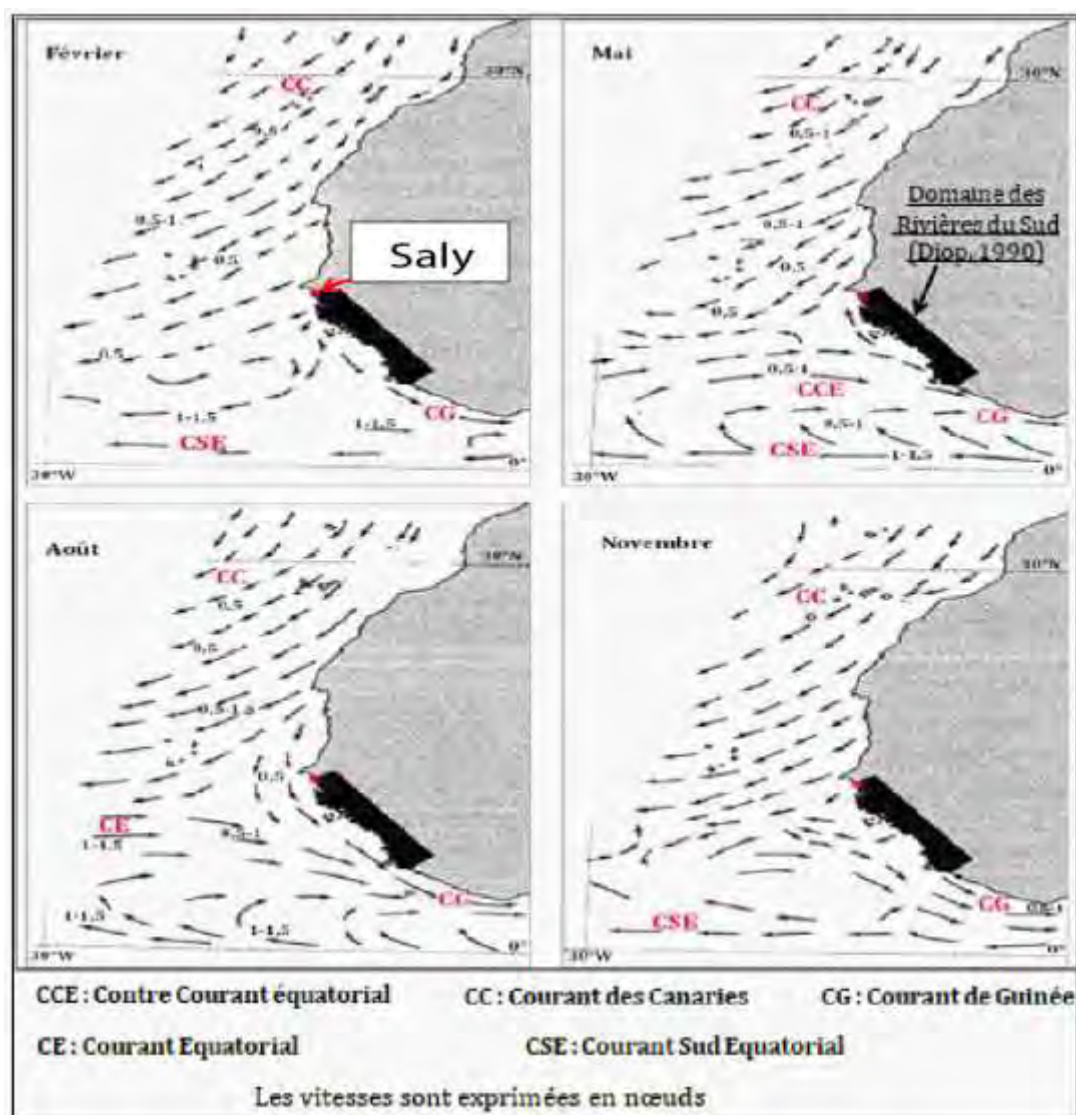 Février
30°N
CC
0,5
0,5-1
0,5
Saly
0,5
1-1,5
CG
1-1,5
CSE
0°
30°W
Mai
30°N
CC
0,5-1
Domaine des
Rivières du Sud
(Diop, 1990)
0,5-1
0,5
0,5
0,5-1
CCE
CG
0,5-1
CSE
1-1,5
0°
30°W
Août
30°N
CC
0,5
0,5
0,5
CE
1-1,5
0,5-1
1-1,5
1-1,5
0°
30°W
Novembre
30°N
CC
CG
CSE
0°
30°W
CCE : Contre Courant équatorial CC : Courant des Canaries CG : Courant de Guinée
CE : Courant Equatorial CSE : Courant Sud Equatorial
Les vitesses sont exprimées en nœuds